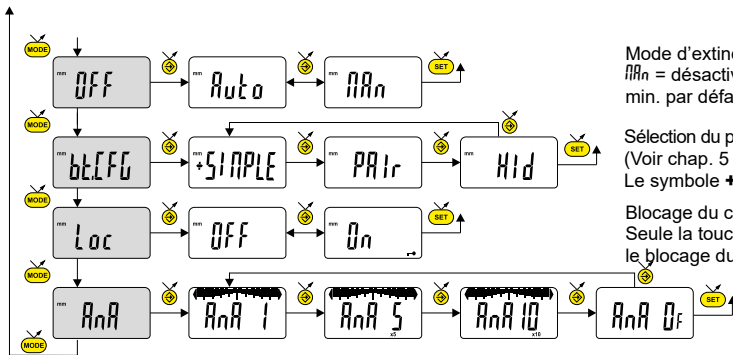 MODE
mm OFF
mm Auto
mm MAn
SET
Mode d'extinc
MAn = désactiv
min. par défa
MODE
mm bt.CFG
mm +SIMPLE
mm PAIr
mm HId
SET
Sélection du p
(Voir chap. 5
Le symbole +
MODE
mm Loc
mm OFF
mm On
SET
Blocage du c
Seule la touc
le blocage du
MODE
mm AnA
AnA 1
AnA 5
x5
AnA 10
x10
AnA OF
SET
MODE